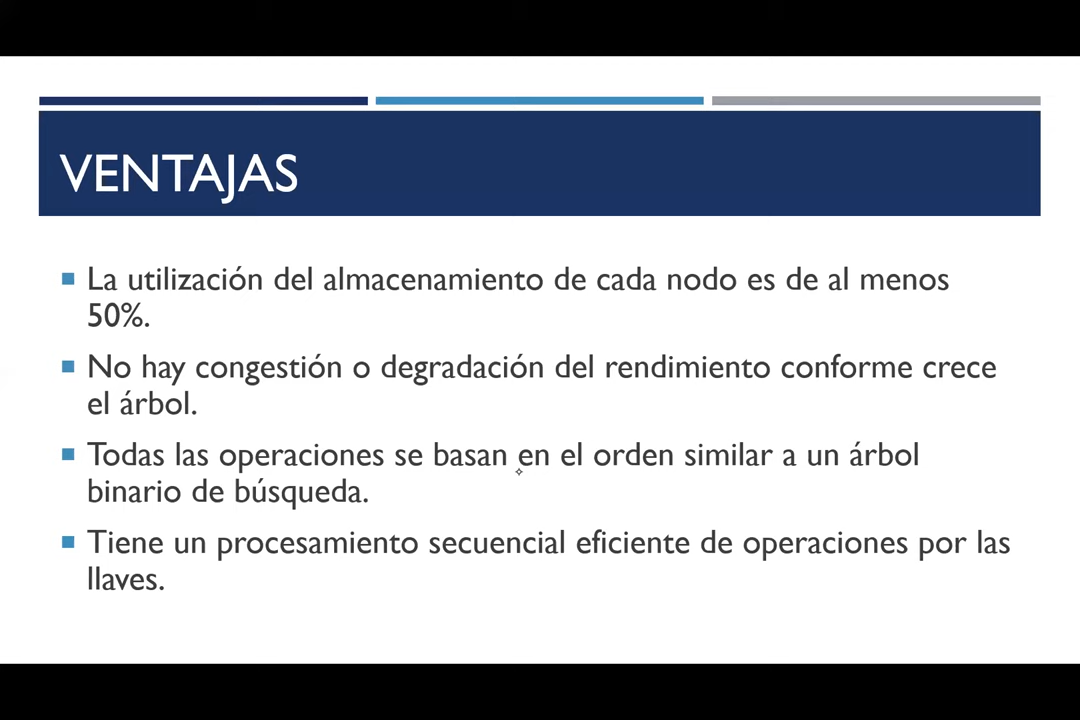 VENTAJAS
La utilización del almacenamiento de cada nodo es de al menos
50%.
No hay congestión o degradación del rendimiento conforme crece
el árbol.
Todas las operaciones se basan en el orden similar a un árbol
binario de búsqueda.
Tiene un procesamiento secuencial eficiente de operaciones por las
llaves.